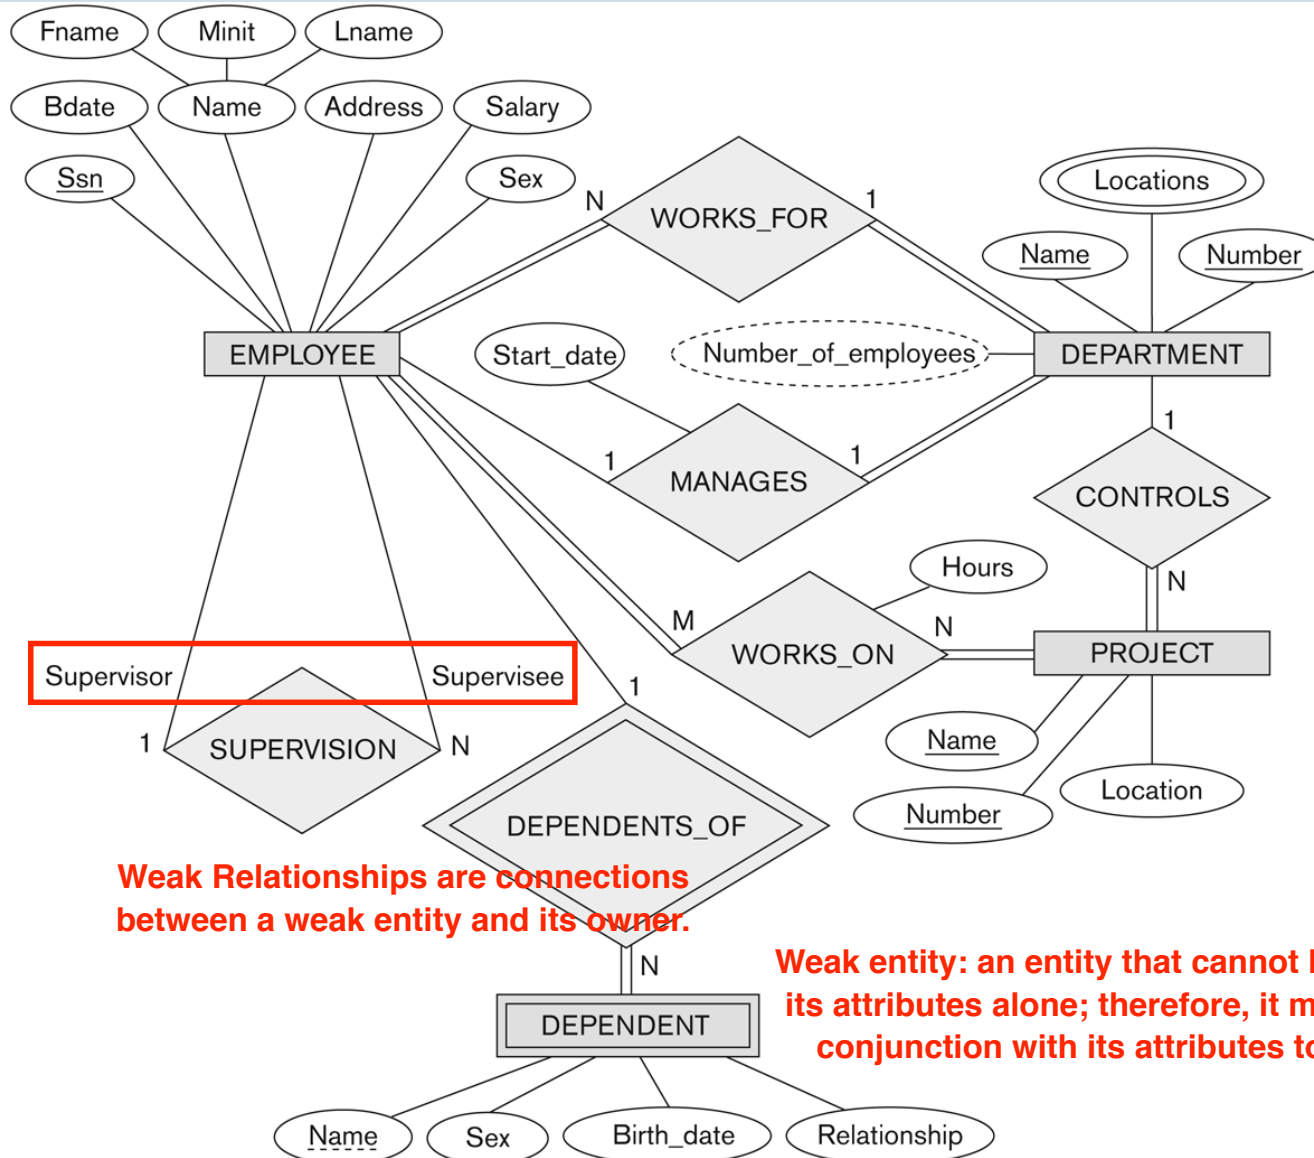 Fname
Minit
Lname
Bdate
Name
Address
Salary
Ssn
Sex
N
WORKS_FOR
1
Locations
Name
Number
EMPLOYEE
Start_date
Number_of_employees
DEPARTMENT
1
MANAGES
1
1
CONTROLS
N
Hours
M
WORKS_ON
N
PROJECT
Supervisor
Supervisee
1
1
SUPERVISION
N
Name
Number
Location
DEPENDENTS_OF
Weak Relationships are connections
between a weak entity and its owner.
N
Weak entity: an entity that cannot
its attributes alone; therefore, it
conjunction with its attributes to
DEPENDENT
Name
Sex
Birth_date
Relationship